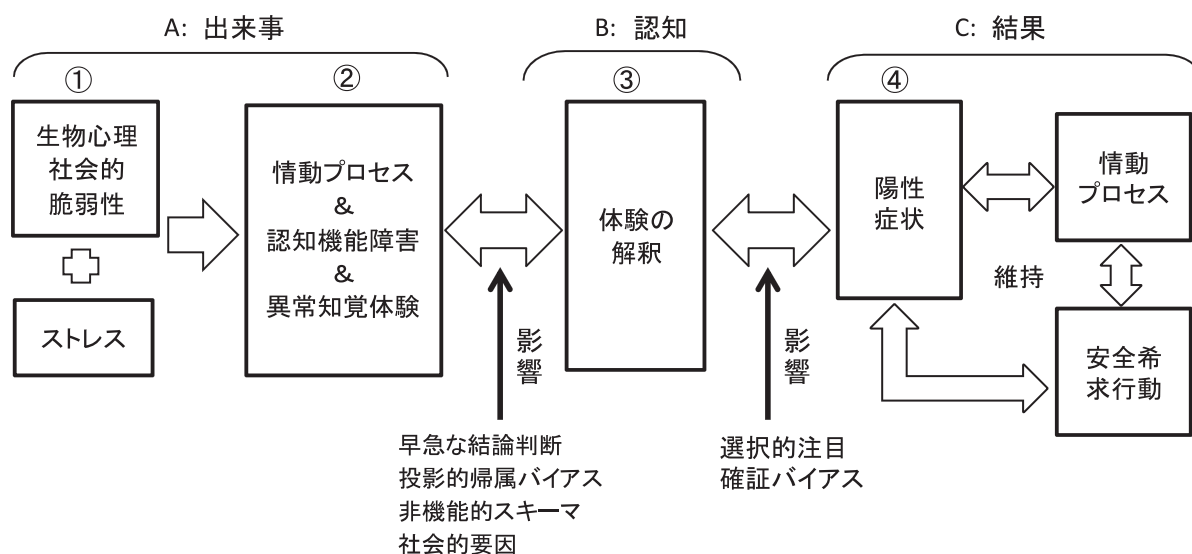 A: 出来事
B: 認知
C: 結果
①
②
③
④
生物心理
社会的
脆弱性
ストレス
情動プロセス
&
認知機能障害
&
異常知覚体験
影響
早急な結論判断
投影的帰属バイアス
非機能的スキーマ
社会的要因
体験の
解釈
影響
選択的注目
確証バイアス
陽性
症状
維持
情動
プロセス
安全希
求行動